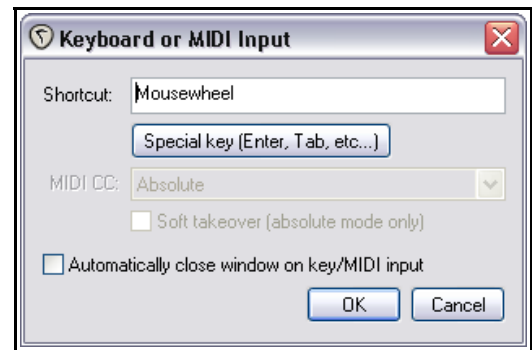 Keyboard or MIDI Input
Shortcut: Mousewheel
Special key (Enter, Tab, etc...)
MIDI CC: Absolute
Soft takeover (absolute mode only)
Automatically close window on key/MIDI input
OK Cancel